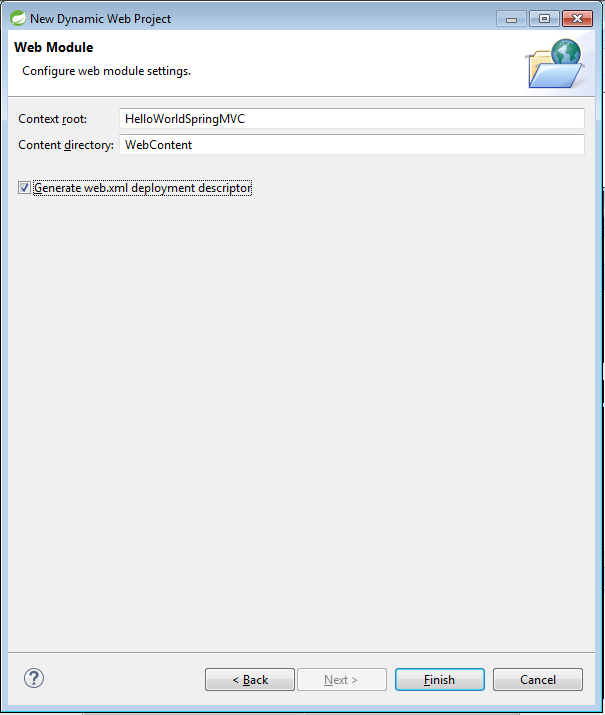 New Dynamic Web Project
Web Module
Configure web module settings.
Context root: HelloWorldSpringMVC
Content directory: WebContent
Generate web.xml deployment descriptor
? < Back Next > Finish Cancel